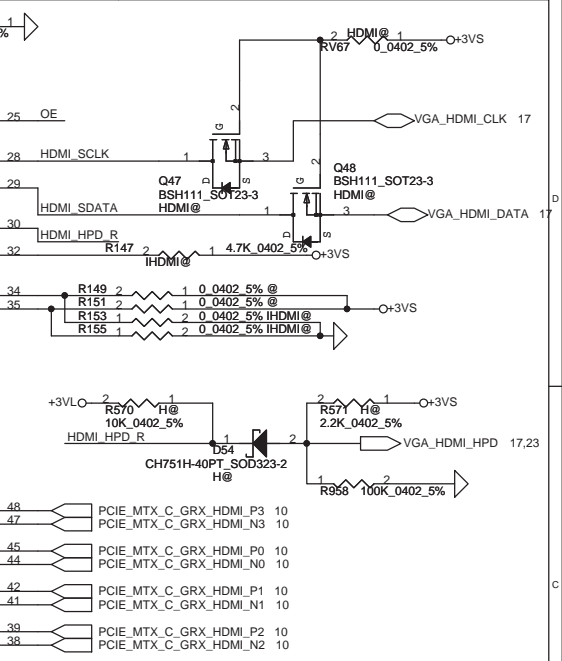 1
%
2 HDMI@ 1
RV67 0_0402_5%
+3VS
25 OE
2
G
VGA_HDMI_CLK 17
28 HDMI_SCLK 1 3
Q47
BSH111_SOT23-3
HDMI@
D S
2
G
Q48
BSH111_SOT23-3
HDMI@
29 HDMI_SDATA 1 3
VGA_HDMI_DATA 17
D S
30 HDMI_HPD_R
32 R147 2 1 4.7K_0402_5%
IHDMI@
+3VS
34 R149 2 1 0_0402_5% @
35 R151 2 1 0_0402_5% @
+3VS
R153 1 2 0_0402_5% IHDMI@
R155 1 2 0_0402_5% IHDMI@
D
+3VL 2 1
R570 H@
10K_0402_5%
2 1 +3VS
R571 H@
2.2K_0402_5%
HDMI_HPD_R 1 2
D54
CH751H-40PT_SOD323-2
H@
VGA_HDMI_HPD 17,23
1 2
R958 100K_0402_5%
48 PCIE_MTX_C_GRX_HDMI_P3 10
47 PCIE_MTX_C_GRX_HDMI_N3 10
45 PCIE_MTX_C_GRX_HDMI_P0 10
44 PCIE_MTX_C_GRX_HDMI_N0 10
42 PCIE_MTX_C_GRX_HDMI_P1 10
41 PCIE_MTX_C_GRX_HDMI_N1 10
C
39 PCIE_MTX_C_GRX_HDMI_P2 10
38 PCIE_MTX_C_GRX_HDMI_N2 10